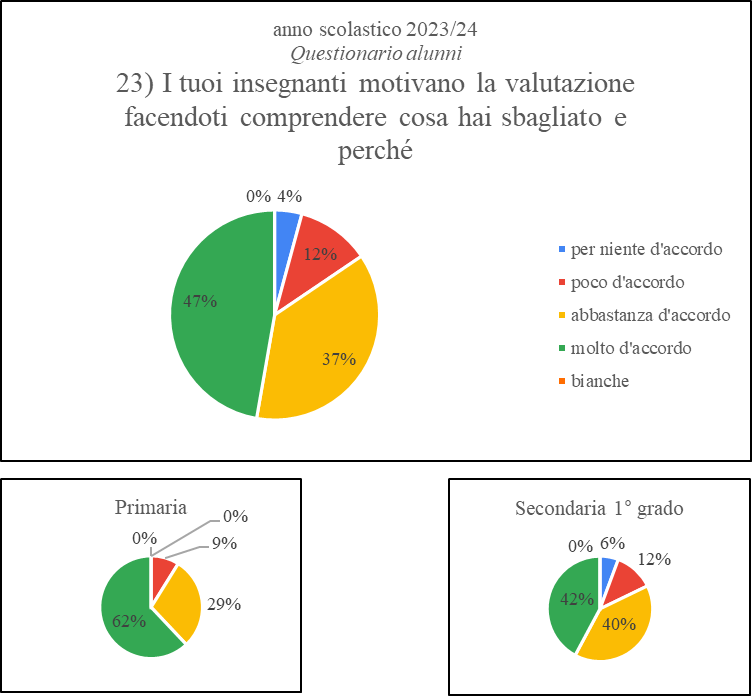 anno scolastico 2023/24
Questionario alunni
23) I tuoi insegnanti motivano la valutazione
facendoti comprendere cosa hai sbagliato e
perché
0% 4%
12%
47%
37%
per niente d'accordo
poco d'accordo
abbastanza d'accordo
molto d'accordo
bianche
Primaria
0%
0%
9%
29%
62%
Secondaria 1° grado
0% 6%
12%
42%
40%